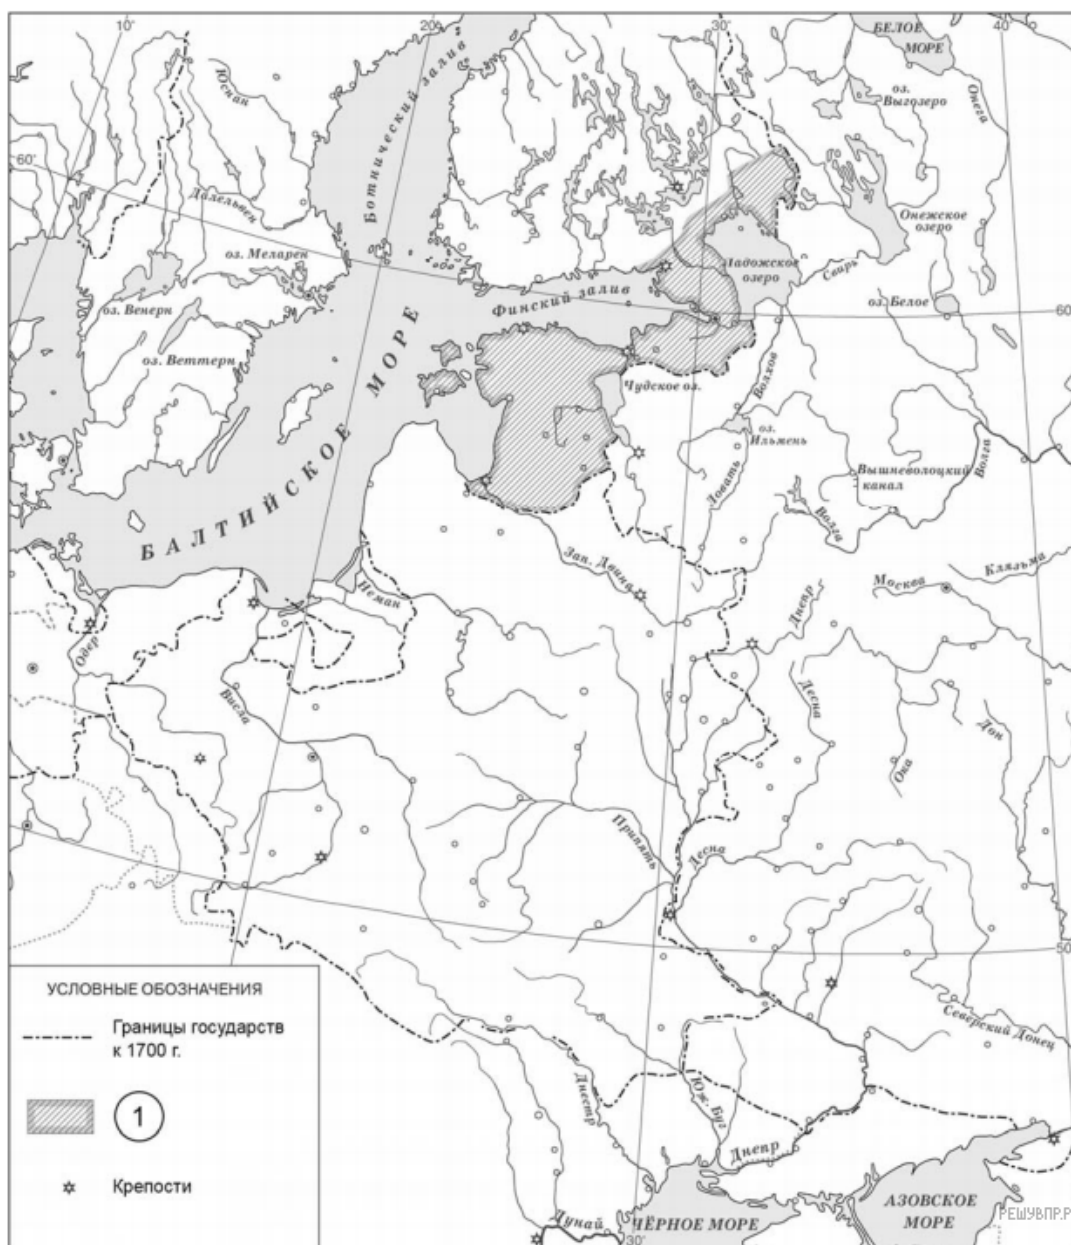 10°
20°
30°
40°
БЕЛОЕ
МОРЕ
оз.
Выгозеро
Онега
Юснан
Ботнический залив
60°
Далельвен
оз. Меларен
Онежское
озеро
Ладожское
озеро
Свирь
оз. Белое
60
оз. Венерн
оз. Веттерн
Финский залив
БАЛТИЙСКОЕ МОРЕ
Чудское оз.
Волхов
оз.
Ильмень
Ловать
Вышневолоцкий
канал
Волга
Волга
Зап. Двина
Клязьма
Москва
Днепр
Неман
Одер
Висла
Десна
Дон
Ока
Припять
Десна
50
УСЛОВНЫЕ ОБОЗНАЧЕНИЯ
Границы государств
к 1700 г.
1
Крепости
Северский Донец
Днестр
Юж. Буг
Днепр
Дунай
ЧЁРНОЕ МОРЕ
30°
АЗОВСКОЕ
МОРЕ
РЕШУВПР.Р